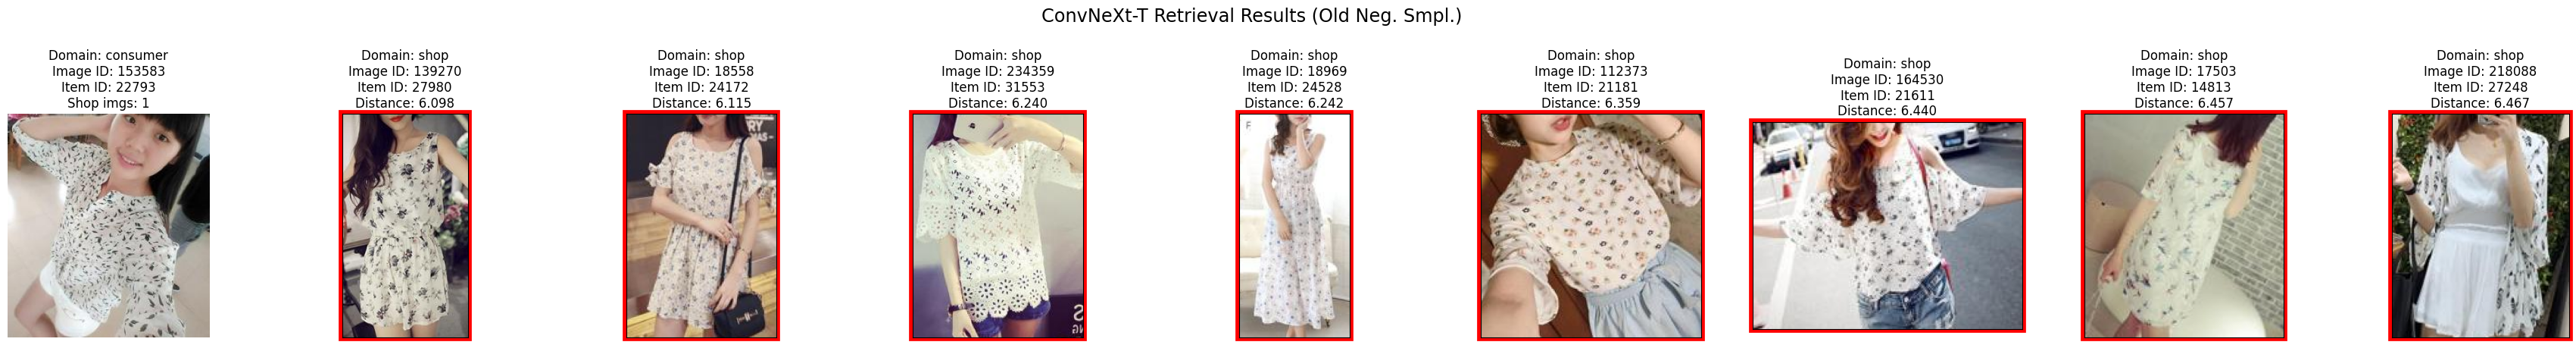 ConvNeXt-T Retrieval Results (Old Neg. Smpl.)
Domain: consumer
Image ID: 153583
Item ID: 22793
Shop imgs: 1
Domain: shop
Image ID: 139270
Item ID: 27980
Distance: 6.098
Domain: shop
Image ID: 18558
Item ID: 24172
Distance: 6.115
Domain: shop
Image ID: 234359
Item ID: 31553
Distance: 6.240
Domain: shop
Image ID: 18969
Item ID: 24528
Distance: 6.242
Domain: shop
Image ID: 112373
Item ID: 21181
Distance: 6.359
Domain: shop
Image ID: 164530
Item ID: 21611
Distance: 6.440
Domain: shop
Image ID: 17503
Item ID: 14813
Distance: 6.457
Domain: shop
Image ID: 218088
Item ID: 27248
Distance: 6.467